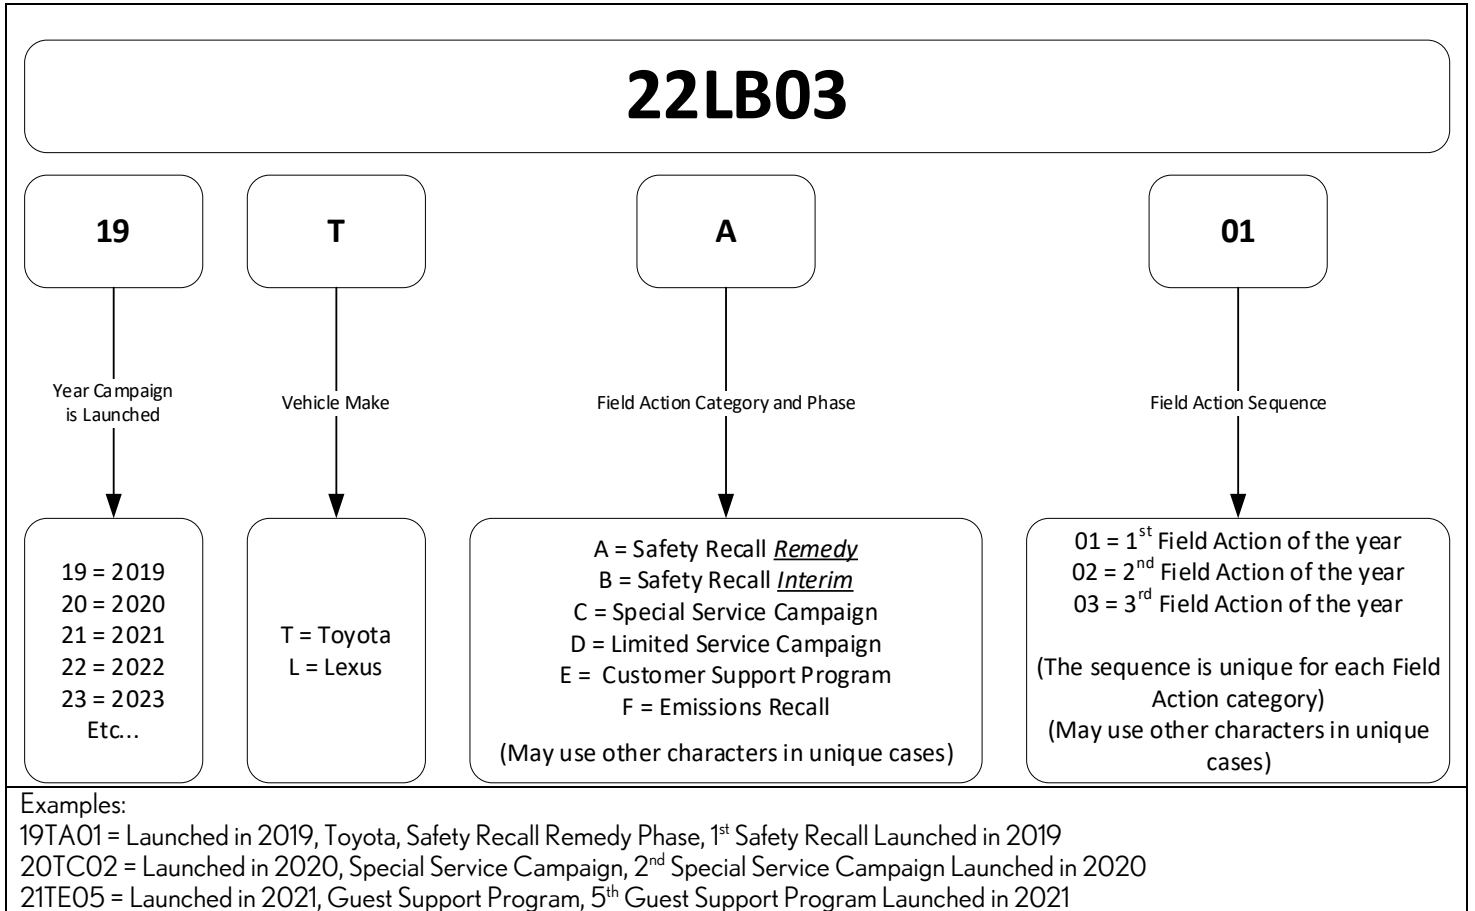 22LB03
19
T
A
01
Year Campaign
is Launched
Vehicle Make
Field Action Category and Phase
Field Action Sequence
19 = 2019
20 = 2020
21 = 2021
22 = 2022
23 = 2023
Etc...
T = Toyota
L = Lexus
A = Safety Recall Remedy
B = Safety Recall Interim
C = Special Service Campaign
D = Limited Service Campaign
E = Customer Support Program
F = Emissions Recall
(May use other characters in unique cases)
01 = 1st Field Action of the year
02 = 2nd Field Action of the year
03 = 3rd Field Action of the year
(The sequence is unique for each Field
Action category)
(May use other characters in unique
cases)
Examples:
19TA01 = Launched in 2019, Toyota, Safety Recall Remedy Phase, 1st Safety Recall Launched in 2019
20TC02 = Launched in 2020, Special Service Campaign, 2nd Special Service Campaign Launched in 2020
21TE05 = Launched in 2021, Guest Support Program, 5th Guest Support Program Launched in 2021